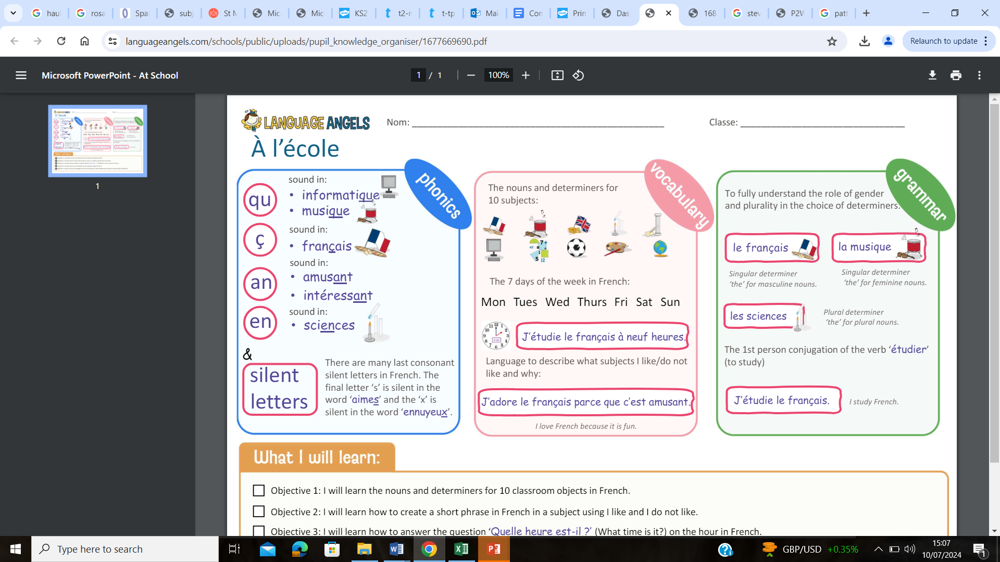 haul
rosa
Spa
subj
St M
Mic
Mic
KS2
t2-r
t-tp
Mai
Con
Prin
Das
168
stev
P2V
patt
languageangels.com/schools/public/uploads/pupil_knowledge_organiser/1677669690.pdf
Relaunch to update
Microsoft PowerPoint - At School
1 / 1
100%
1
LANGUAGE ANGELS
Nom:
Classe:
À l'école
phonics
qu
sound in:
• informatique
• musique
ç
sound in:
• français
an
sound in:
• amusant
• intéressant
en
sound in:
• sciences
&
silent
letters
There are many last consonant
silent letters in French. The
final letter 's' is silent in the
word 'aimes' and the 'x' is
silent in the word 'ennuyeux'.
vocabulary
The nouns and determiners for
10 subjects:
The 7 days of the week in French:
Mon Tues Wed Thurs Fri Sat Sun
J'étudie le français à neuf heures.
Language to describe what subjects I like/do not
like and why:
J'adore le français parce que c'est amusant.
I love French because it is fun.
grammar
To fully understand the role of gender
and plurality in the choice of determiners.
le français
la musique
Singular determiner
'the' for masculine nouns.
Singular determiner
'the' for feminine nouns.
les sciences
Plural determiner
'the' for plural nouns.
The 1st person conjugation of the verb 'étudier'
(to study)
J'étudie le français.
I study French.
What I will learn:
Objective 1: I will learn the nouns and determiners for 10 classroom objects in French.
Objective 2: I will learn how to create a short phrase in French in a subject using I like and I do not like.
Objective 3: I will learn how to answer the question 'Quelle heure est-il ?' (What time is it?) on the hour in French.
Type here to search
GBP/USD +0.35%
15:07
10/07/2024
1